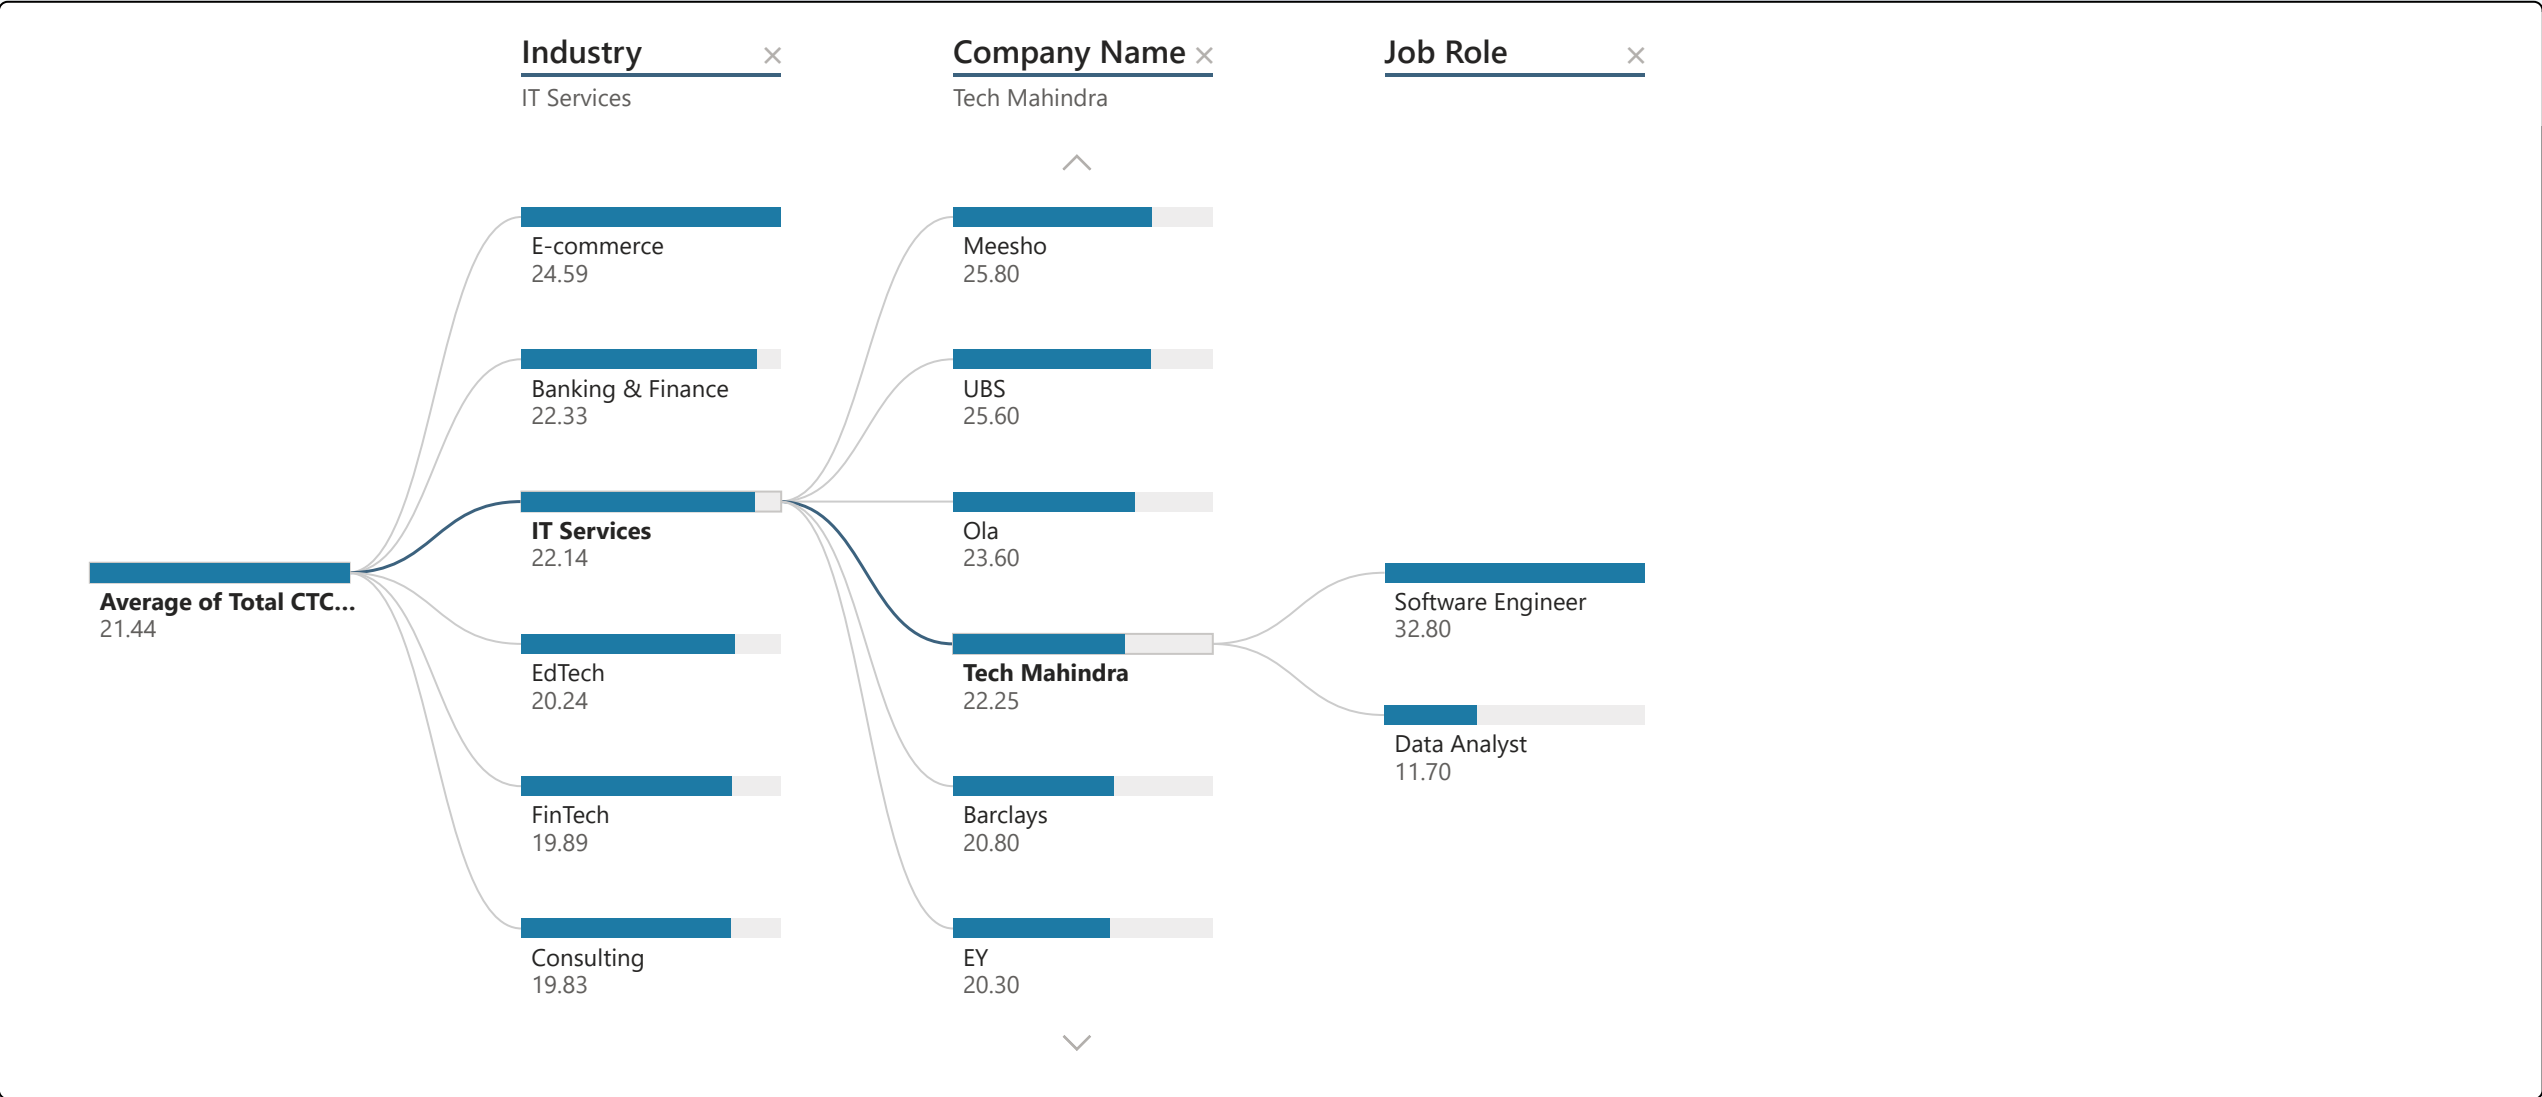 Industry
IT Services
Company Name
Tech Mahindra
Job Role
Average of Total CTC...
21.44
E-commerce
24.59
Banking & Finance
22.33
IT Services
22.14
EdTech
20.24
FinTech
19.89
Consulting
19.83
Meesho
25.80
UBS
25.60
Ola
23.60
Tech Mahindra
22.25
Barclays
20.80
EY
20.30
Software Engineer
32.80
Data Analyst
11.70